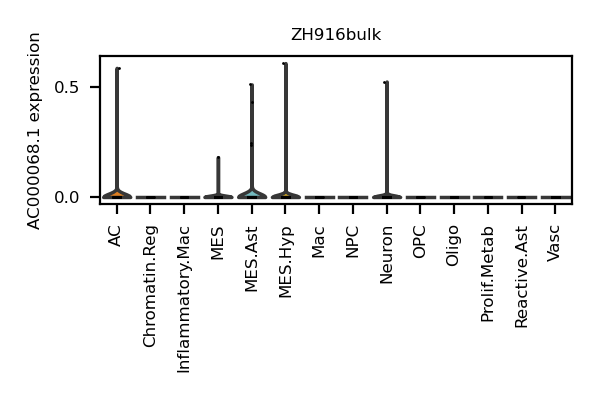 ZH916bulk
AC000068.1 expression
0.5
0.0
AC
Chromatin.Reg
Inflammatory.Mac
MES
MES.Ast
MES.Hyp
Mac
NPC
Neuron
OPC
Oligo
Prolif.Metab
Reactive.Ast
Vasc